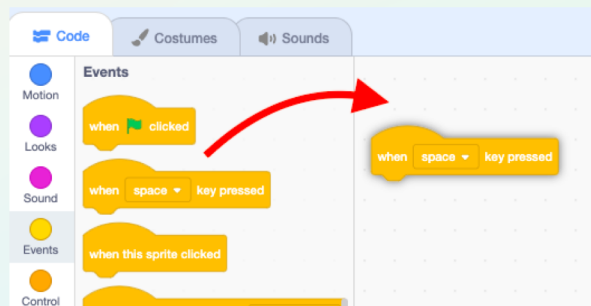 Code
Costumes
Sounds
Motion
Looks
Sound
Events
Control
Events
when clicked
when space key pressed
when this sprite clicked
when space key pressed